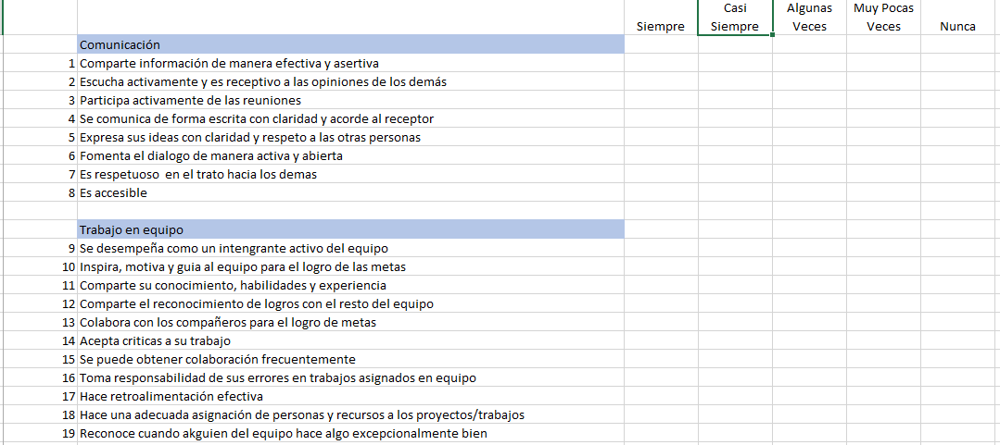 Casi Algunas Muy Pocas
Siempre Siempre Veces Veces Nunca
Comunicación
1 Comparte información de manera efectiva y asertiva
2 Escucha activamente y es receptivo a las opiniones de los demás
3 Participa activamente de las reuniones
4 Se comunica de forma escrita con claridad y acorde al receptor
5 Expresa sus ideas con claridad y respeto a las otras personas
6 Fomenta el dialogo de manera activa y abierta
7 Es respetuoso  en el trato hacia los demas
8 Es accesible
Trabajo en equipo
9 Se desempeña como un intengrante activo del equipo
10 Inspira, motiva y guia al equipo para el logro de las metas
11 Comparte su conocimiento, habilidades y experiencia
12 Comparte el reconocimiento de logros con el resto del equipo
13 Colabora con los compañeros para el logro de metas
14 Acepta criticas a su trabajo
15 Se puede obtener colaboración frecuentemente
16 Toma responsabilidad de sus errores en trabajos asignados en equipo
17 Hace retroalimentación efectiva
18 Hace una adecuada asignación de personas y recursos a los proyectos/trabajos
19 Reconoce cuando akguien del equipo hace algo excepcionalmente bien